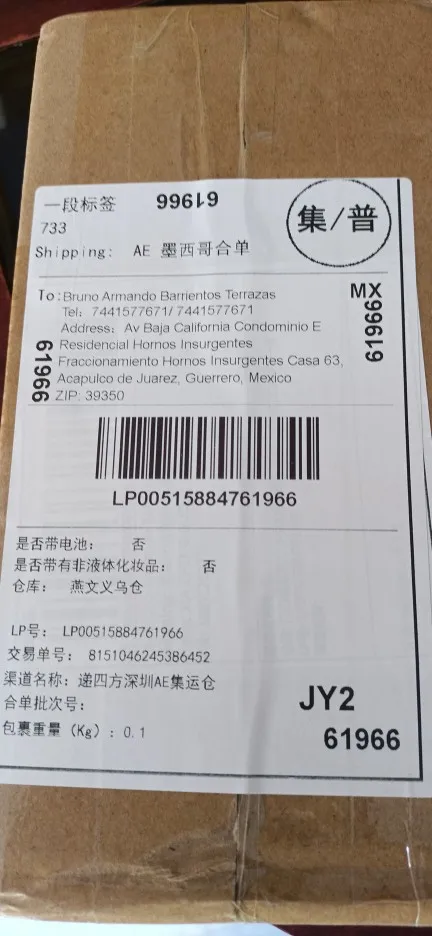 一段标签
61966
集/普
733
Shipping: AE 墨西哥合单
To:Bruno Armando Barrientos Terrazas
MX
Tel: 7441577671/ 7441577671
Address: Av Baja California Condominio E
Residencial Hornos Insurgentes
Fraccionamiento Hornos Insurgentes Casa 63,
Acapulco de Juarez, Guerrero, Mexico
ZIP: 39350
61966
61966
LP00515884761966
是否带电池: 否
是否带有非液体化妆品: 否
仓库: 燕文义乌仓
LP号: LP00515884761966
交易单号: 8151046245386452
渠道名称: 递四方深圳AE集运仓
合单批次号:
JY2
包裹重量(Kg): 0.1
61966